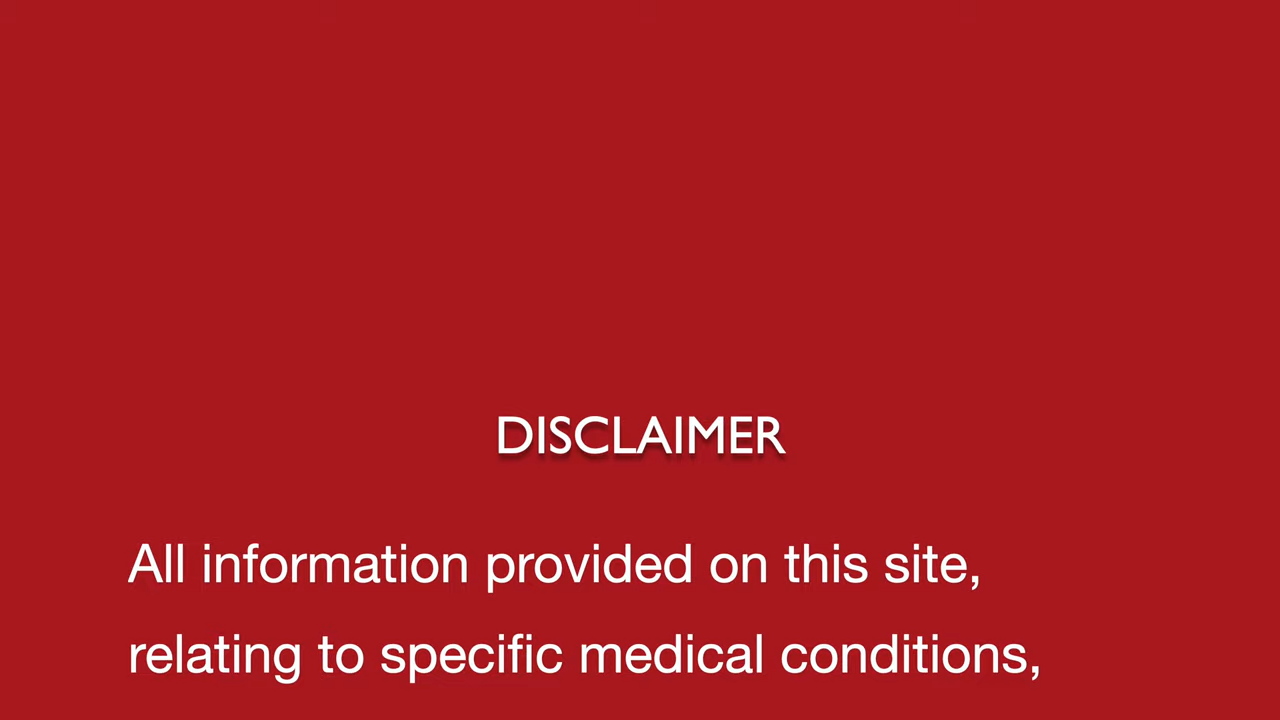 DISCLAIMER
All information provided on this site,
relating to specific medical conditions,